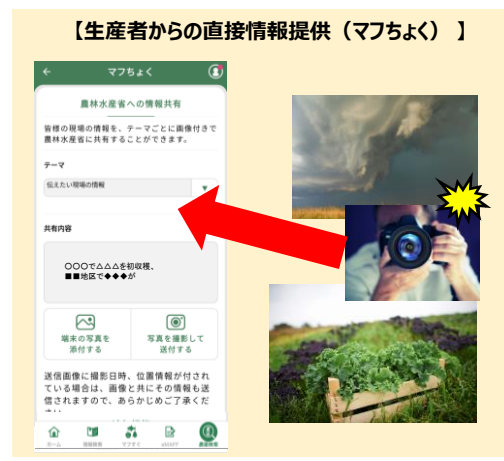 【生産者からの直接情報提供（マフちょく）】
マフちょく
農林水産省への情報共有
皆様の現場の情報を、テーマごとに画像付きで
農林水産省に共有することができます。
テーマ
伝えたい現場の情報
▼
共有内容
〇〇〇で△△△を初収穫、
■■地区で◆◆◆が
端末の写真を
添付する
写真を撮影して
送付する
送信画像に撮影日時、位置情報が付され
ている場合は、画像と共にその情報も送
信されますので、あらかじめご了承くだ
ホーム